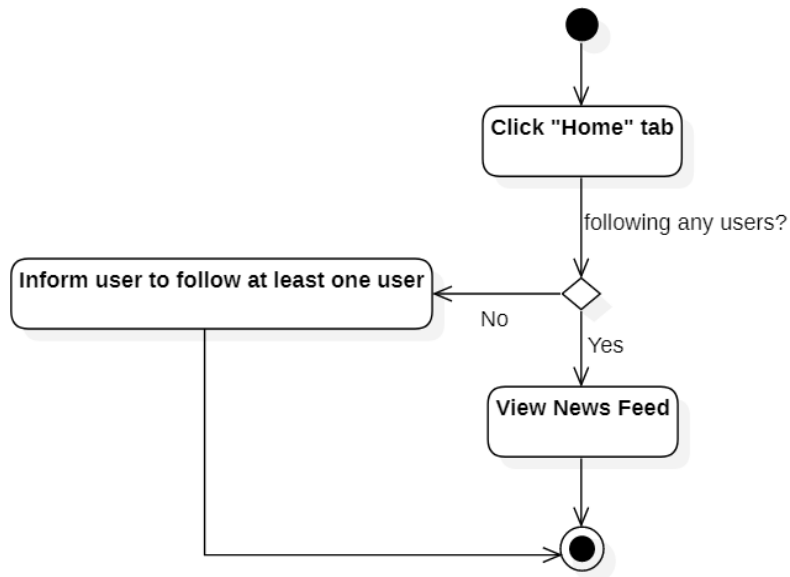 Click "Home" tab
following any users?
Inform user to follow at least one user
No
Yes
View News Feed